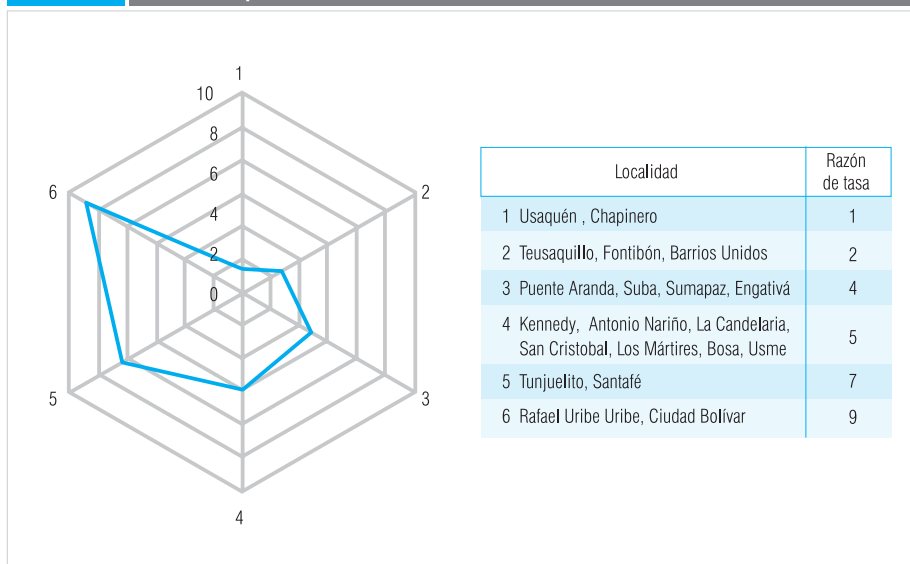 1
10
8
6
4
2
0
6
2
5
3
4
Localidad
Razón
de tasa
1 Usaquén , Chapinero 1
2 Teusaquillo, Fontibón, Barrios Unidos 2
3 Puente Aranda, Suba, Sumapaz, Engativá 4
4 Kennedy, Antonio Nariño, La Candelaria,
San Cristobal, Los Mártires, Bosa, Usme 5
5 Tunjuelito, Santafé 7
6 Rafael Uribe Uribe, Ciudad Bolívar 9